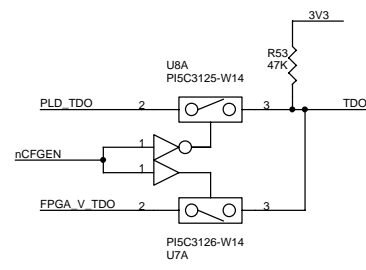 3V3
R53
47K
U8A
PI5C3125-W14
PLD_TDO
2
3
TDO
nCFGEN
1
1
FPGA_V_TDO
2
3
PI5C3126-W14
U7A